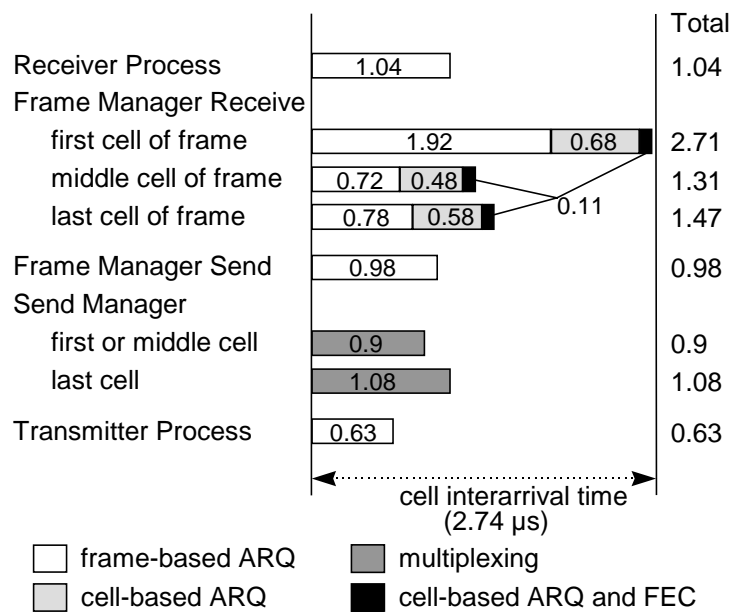 Total
Receiver Process 1.04 1.04
Frame Manager Receive
first cell of frame 1.92 0.68 2.71
middle cell of frame 0.72 0.48 1.31
0.11
last cell of frame 0.78 0.58 1.47
Frame Manager Send 0.98 0.98
Send Manager
first or middle cell 0.9 0.9
last cell 1.08 1.08
Transmitter Process 0.63 0.63
cell interarrival time
(2.74 µs)
frame-based ARQ multiplexing
cell-based ARQ cell-based ARQ and FEC